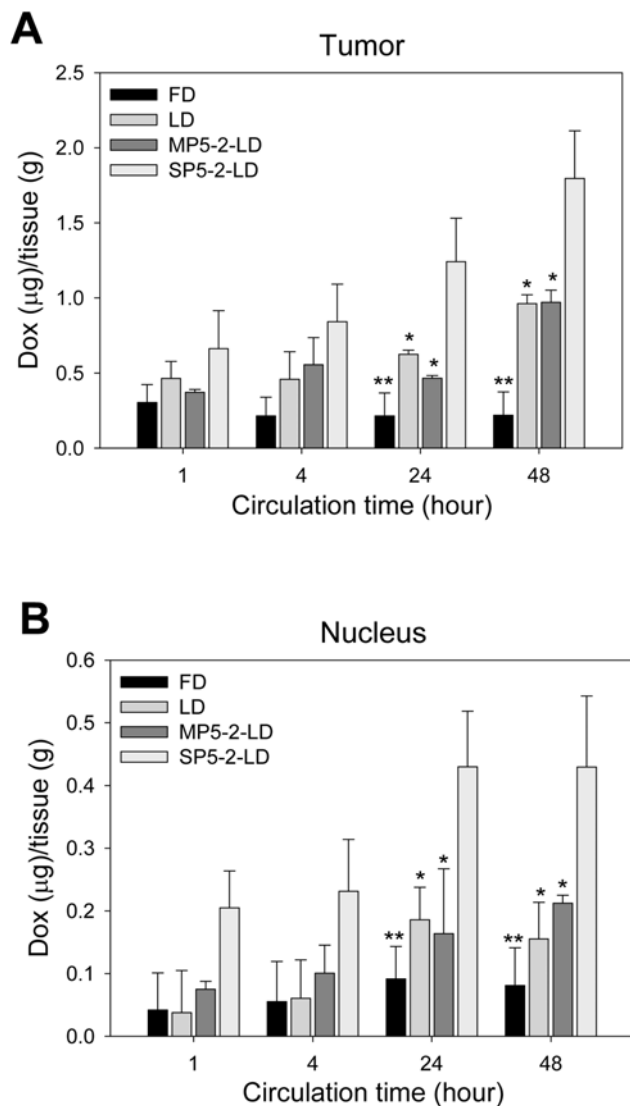 A
Tumor
Dox (μg)/tissue (g)
2.5
2.0
1.5
1.0
0.5
0.0
FD
LD
MP5-2-LD
SP5-2-LD
** * *
** * *
1 4 24 48
Circulation time (hour)
B
Nucleus
Dox (μg)/tissue (g)
0.6
0.5
0.4
0.3
0.2
0.1
0.0
FD
LD
MP5-2-LD
SP5-2-LD
** * *
** * *
1 4 24 48
Circulation time (hour)